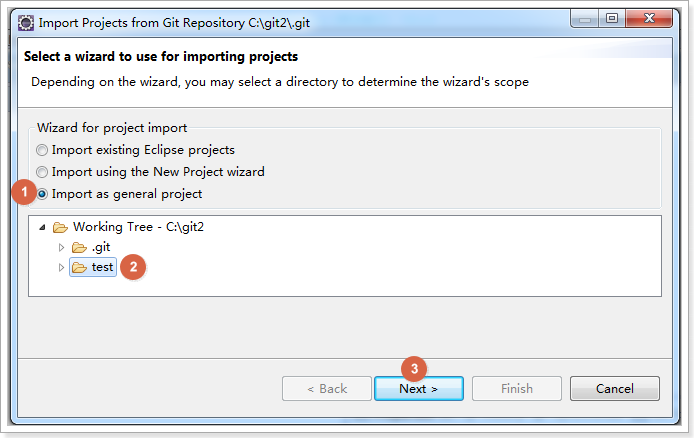 Import Projects from Git Repository C:\git2\.git
Select a wizard to use for importing projects
Depending on the wizard, you may select a directory to determine the wizard's scope
Wizard for project import
Import existing Eclipse projects
Import using the New Project wizard
1 Import as general project
Working Tree - C:\git2
.git
test 2
3
< Back Next > Finish Cancel